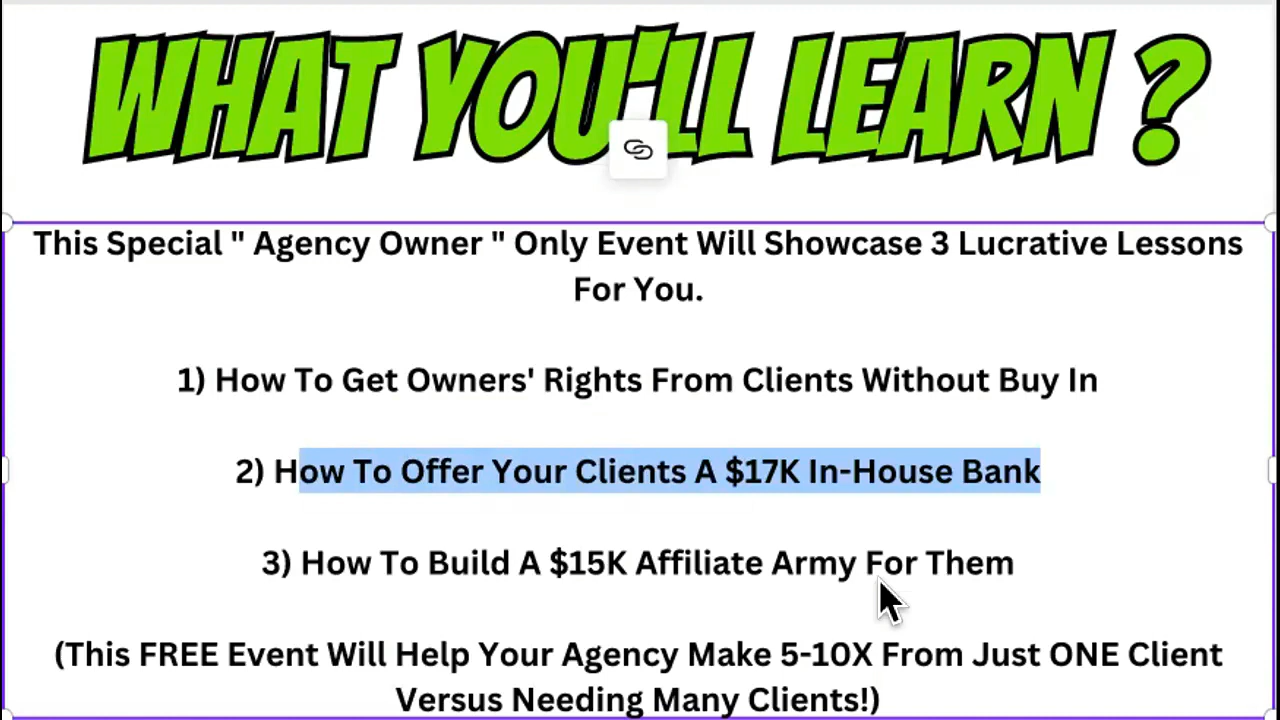 WHAT YOU'LL LEARN ?
This Special " Agency Owner " Only Event Will Showcase 3 Lucrative Lessons
For You.
1) How To Get Owners' Rights From Clients Without Buy In
2) How To Offer Your Clients A $17K In-House Bank
3) How To Build A $15K Affiliate Army For Them
(This FREE Event Will Help Your Agency Make 5-10X From Just ONE Client
Versus Needing Many Clients!)